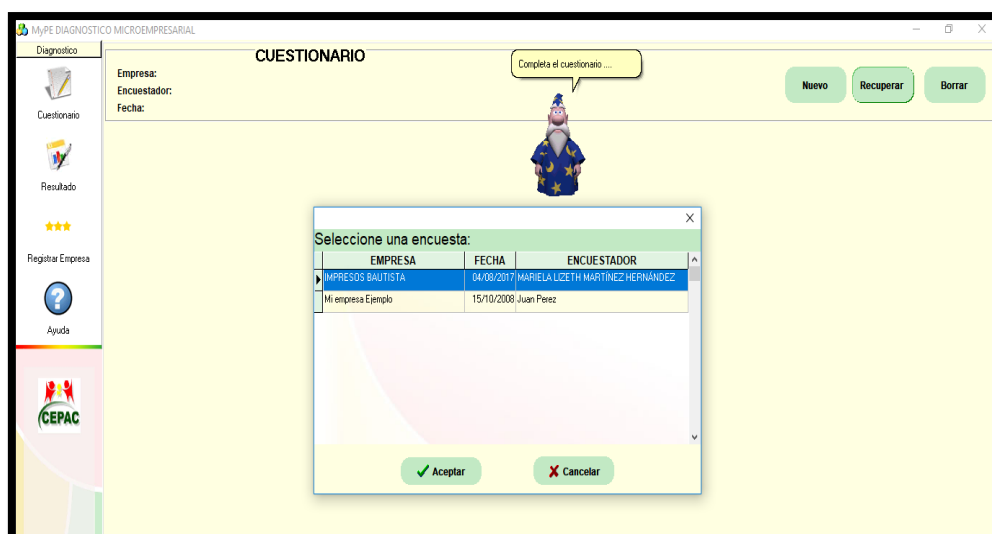 MyPE DIAGNOSTICO MICROEMPRESARIAL
Diagnostico
CUESTIONARIO
Empresa:
Encuestador:
Fecha:
Completa el cuestionario ....
Nuevo
Recuperar
Borrar
Cuestionario
Resultado
Registrar Empresa
Ayuda
CEPAC
Seleccione una encuesta:
EMPRESA FECHA ENCUESTADOR
IMPRESOS BAUTISTA 04/08/2017 MARIELA LIZETH MARTÍNEZ HERNÁNDEZ
Mi empresa Ejemplo 15/10/2008 Juan Perez
Aceptar
Cancelar